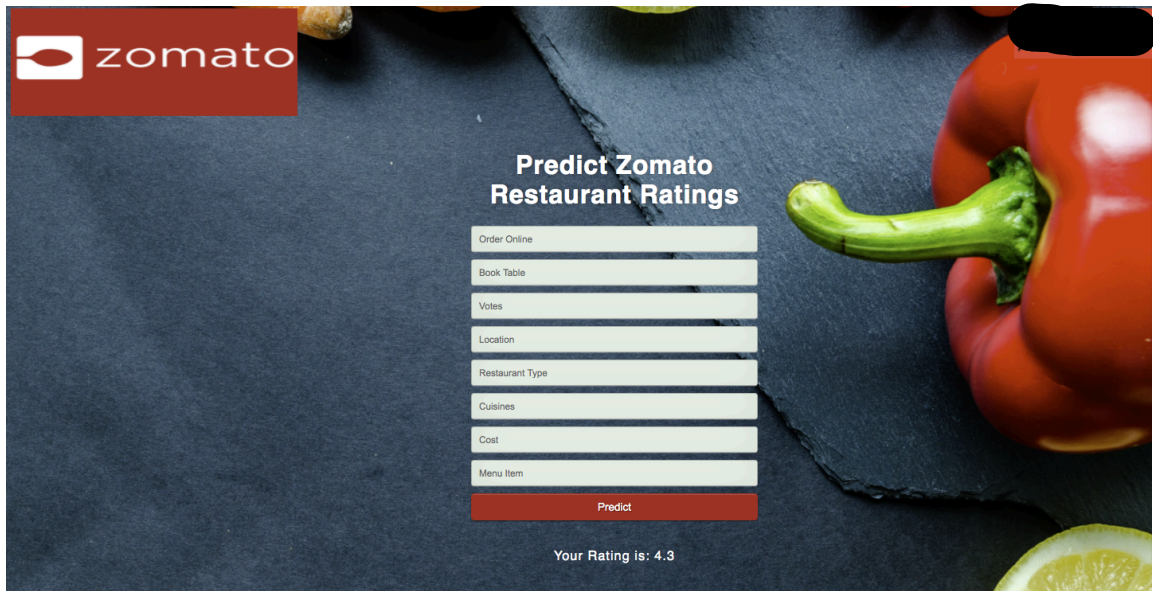 zomato
Predict Zomato
Restaurant Ratings
Order Online
Book Table
Votes
Location
Restaurant Type
Cuisines
Cost
Menu Item
Predict
Your Rating is: 4.3